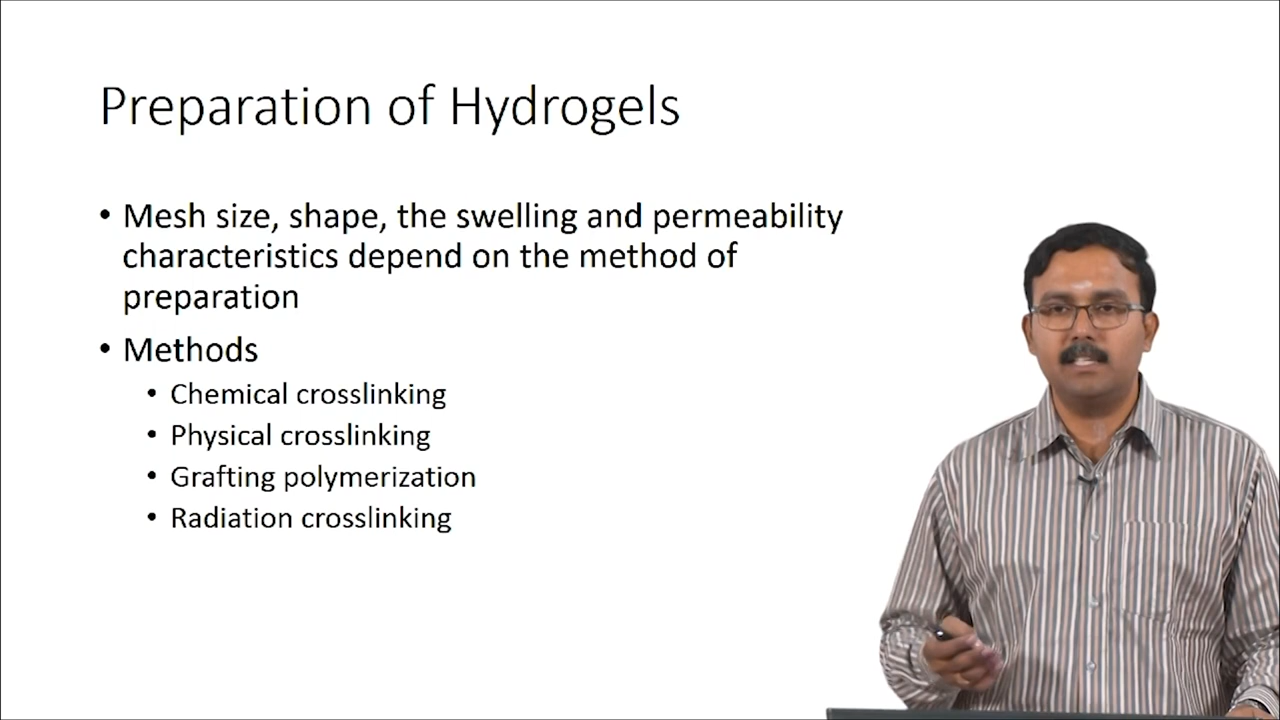 Preparation of Hydrogels
• Mesh size, shape, the swelling and permeability
characteristics depend on the method of
preparation
• Methods
• Chemical crosslinking
• Physical crosslinking
• Grafting polymerization
• Radiation crosslinking